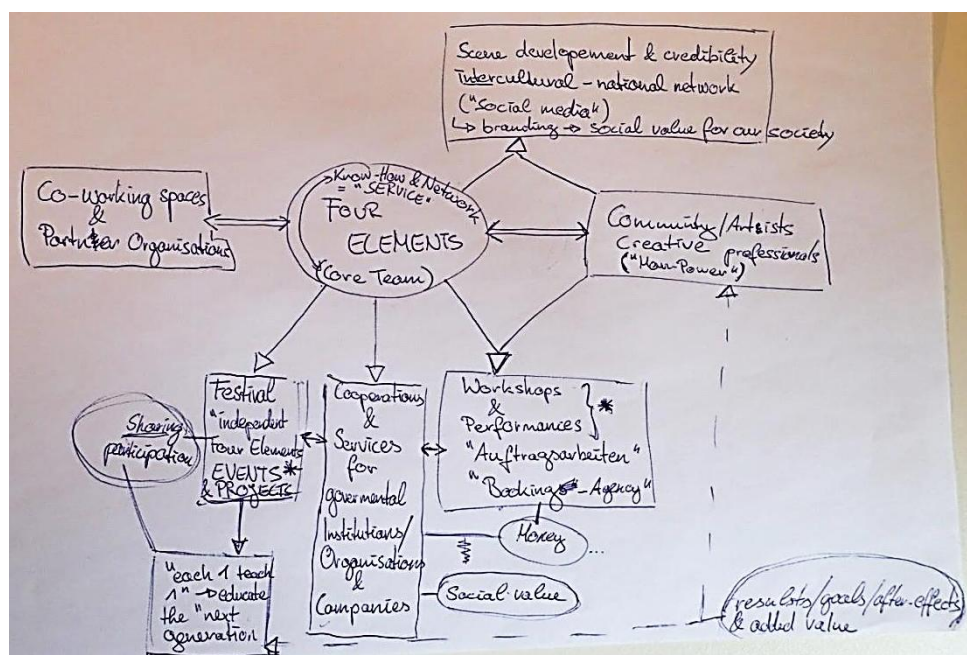 Scene developement & credibility
intercultural - national network
("Social media")
↳ branding → social value for our society
Know-How & Network
= "SERVICE"
FOUR
ELEMENTS
(Core Team)
Co-working spaces
&
Partner Organisations
Community/Artists
Creative professionals
("Man-Power")
Festival
"independent
Four Elements
EVENTS*
& PROJECTS
Sharing
participation
"each 1 teach
1" → educate
the "next
generation
Cooperations
&
Services
for
governmental
Institutions/
Organisations
&
Companies
Workshops
&
Performances
*
"Auftragsarbeiten"
"Booking-Agency"
Money
...
Social value
results/goals/after-effects
& added value